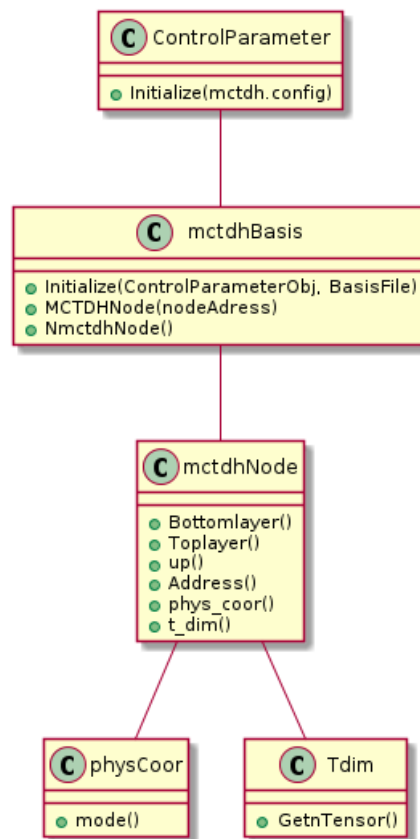 C ControlParameter
Initialize(mctdh.config)
C mctdhBasis
Initialize(ControlParameterObj, BasisFile)
MCTDHNode(nodeAdress)
NmctdhNode()
C mctdhNode
Bottomlayer()
Toplayer()
up()
Address()
phys_coor()
t_dim()
C physCoor
mode()
C Tdim
GetnTensor()